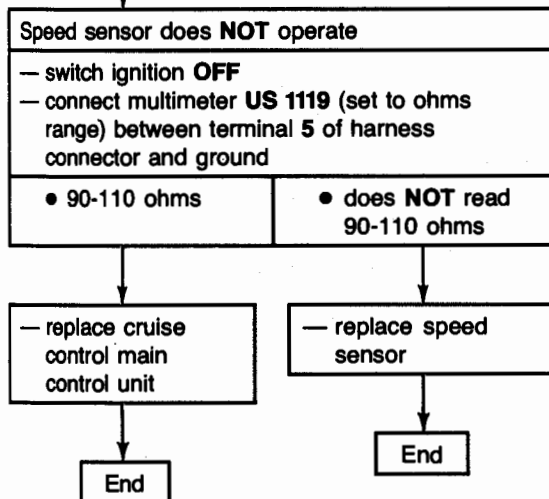 Speed sensor does NOT operate
— switch ignition OFF
— connect multimeter US 1119 (set to ohms
range) between terminal 5 of harness
connector and ground
• 90-110 ohms
• does NOT read
90-110 ohms
— replace cruise
control main
control unit
— replace speed
sensor
End
End